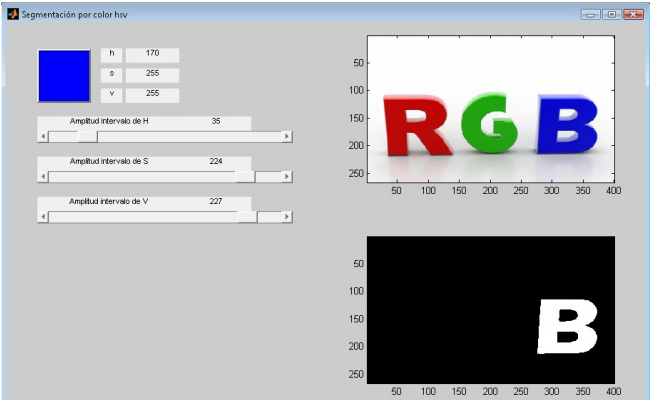 Segmentación por color hsv
h 170
s 255
v 255
Amplitud intervalo de H 35
Amplitud intervalo de S 224
Amplitud intervalo de V 227
50
100
150
200
250
50 100 150 200 250 300 350 400
RGB
50
100
150
200
250
50 100 150 200 250 300 350 400
B